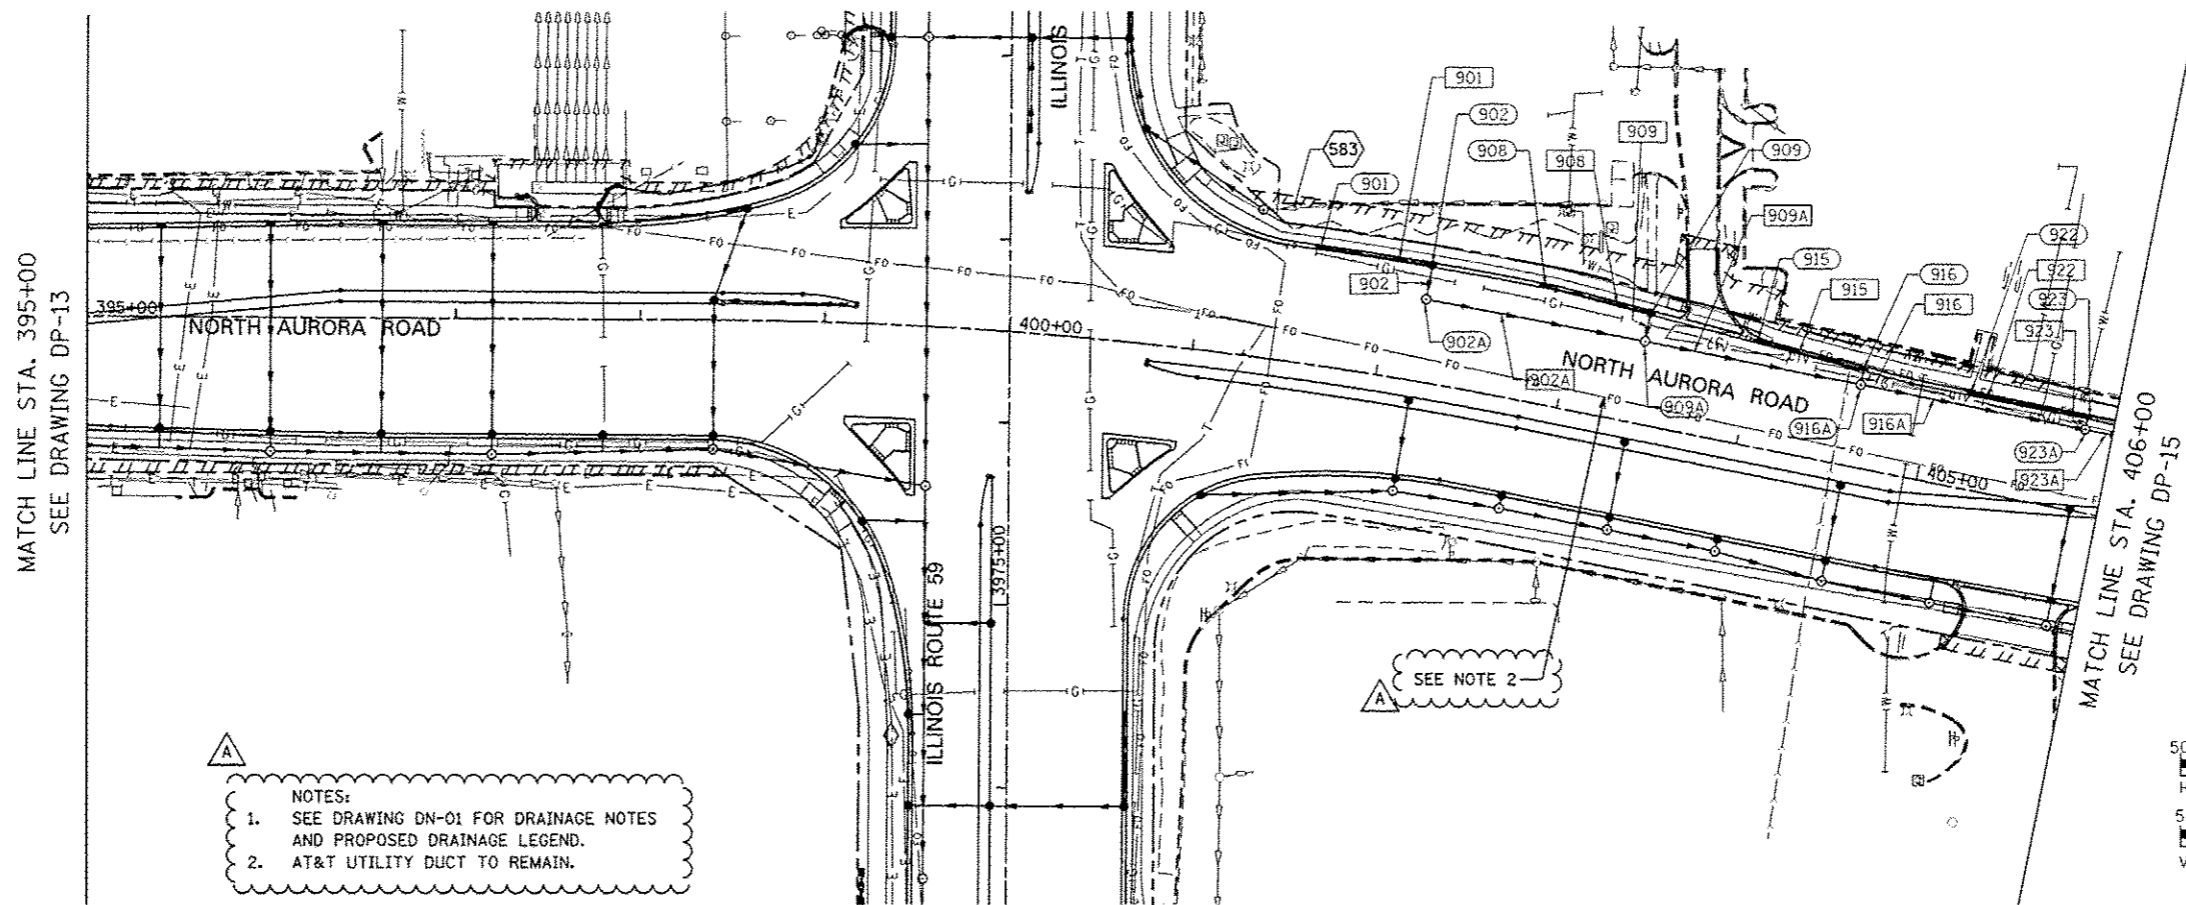 MATCH LINE STA. 395+00
SEE DRAWING DP-13
395+00
NORTH AURORA ROAD
ILLINOIS
400+00
583
901
901
902
902
908
908
909
909
909A
902A
902A
909A
NORTH AURORA ROAD
915
915
916
916
916A
916A
922
922
923
923
923A
923A
405+00
MATCH LINE STA. 406+00
SEE DRAWING DP-15
ILLINOIS ROUTE 59
3975+00
A
SEE NOTE 2
A
NOTES:
1. SEE DRAWING DN-01 FOR DRAINAGE NOTES
AND PROPOSED DRAINAGE LEGEND.
2. AT&T UTILITY DUCT TO REMAIN.